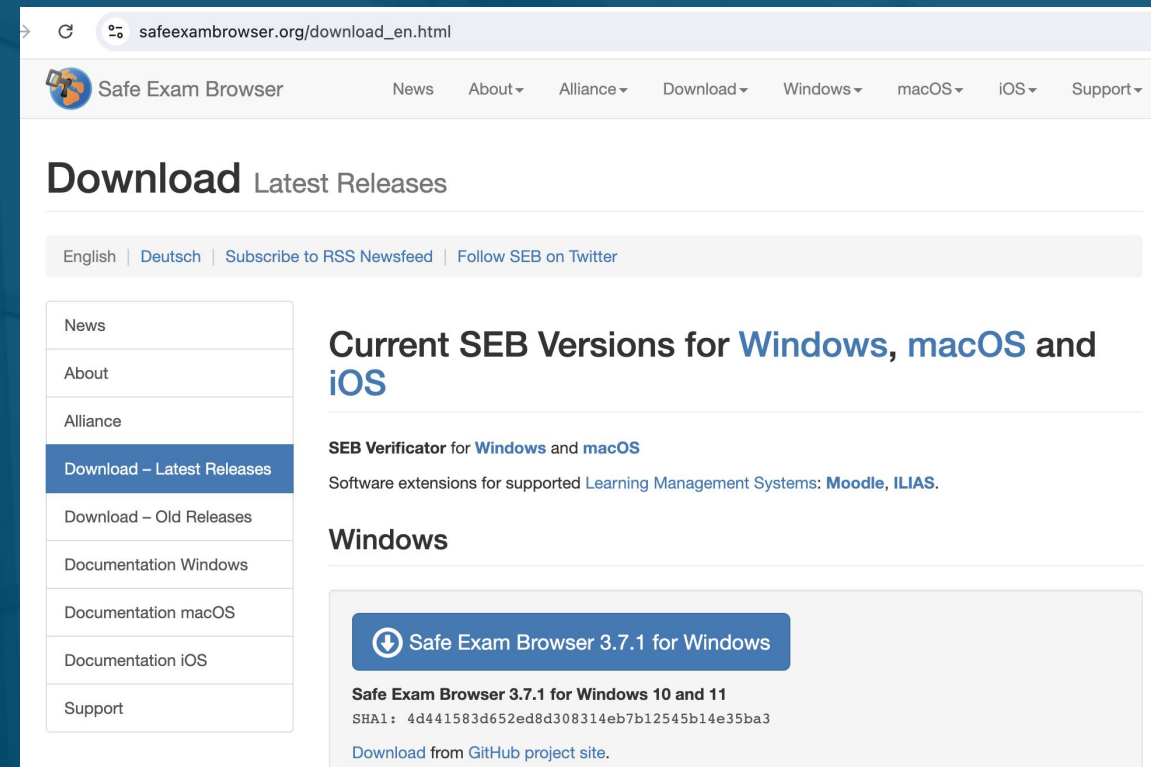 safeexambrowser.org/download_en.html
Safe Exam Browser
News About Alliance Download Windows macOS iOS Support
Download Latest Releases
English | Deutsch | Subscribe to RSS Newsfeed | Follow SEB on Twitter
News
About
Alliance
Download – Latest Releases
Download – Old Releases
Documentation Windows
Documentation macOS
Documentation iOS
Support
Current SEB Versions for Windows, macOS and
iOS
SEB Verificator for Windows and macOS
Software extensions for supported Learning Management Systems: Moodle, ILIAS.
Windows
Safe Exam Browser 3.7.1 for Windows
Safe Exam Browser 3.7.1 for Windows 10 and 11
SHA1: 4d441583d652ed8d308314eb7b12545b14e35ba3
Download from GitHub project site.